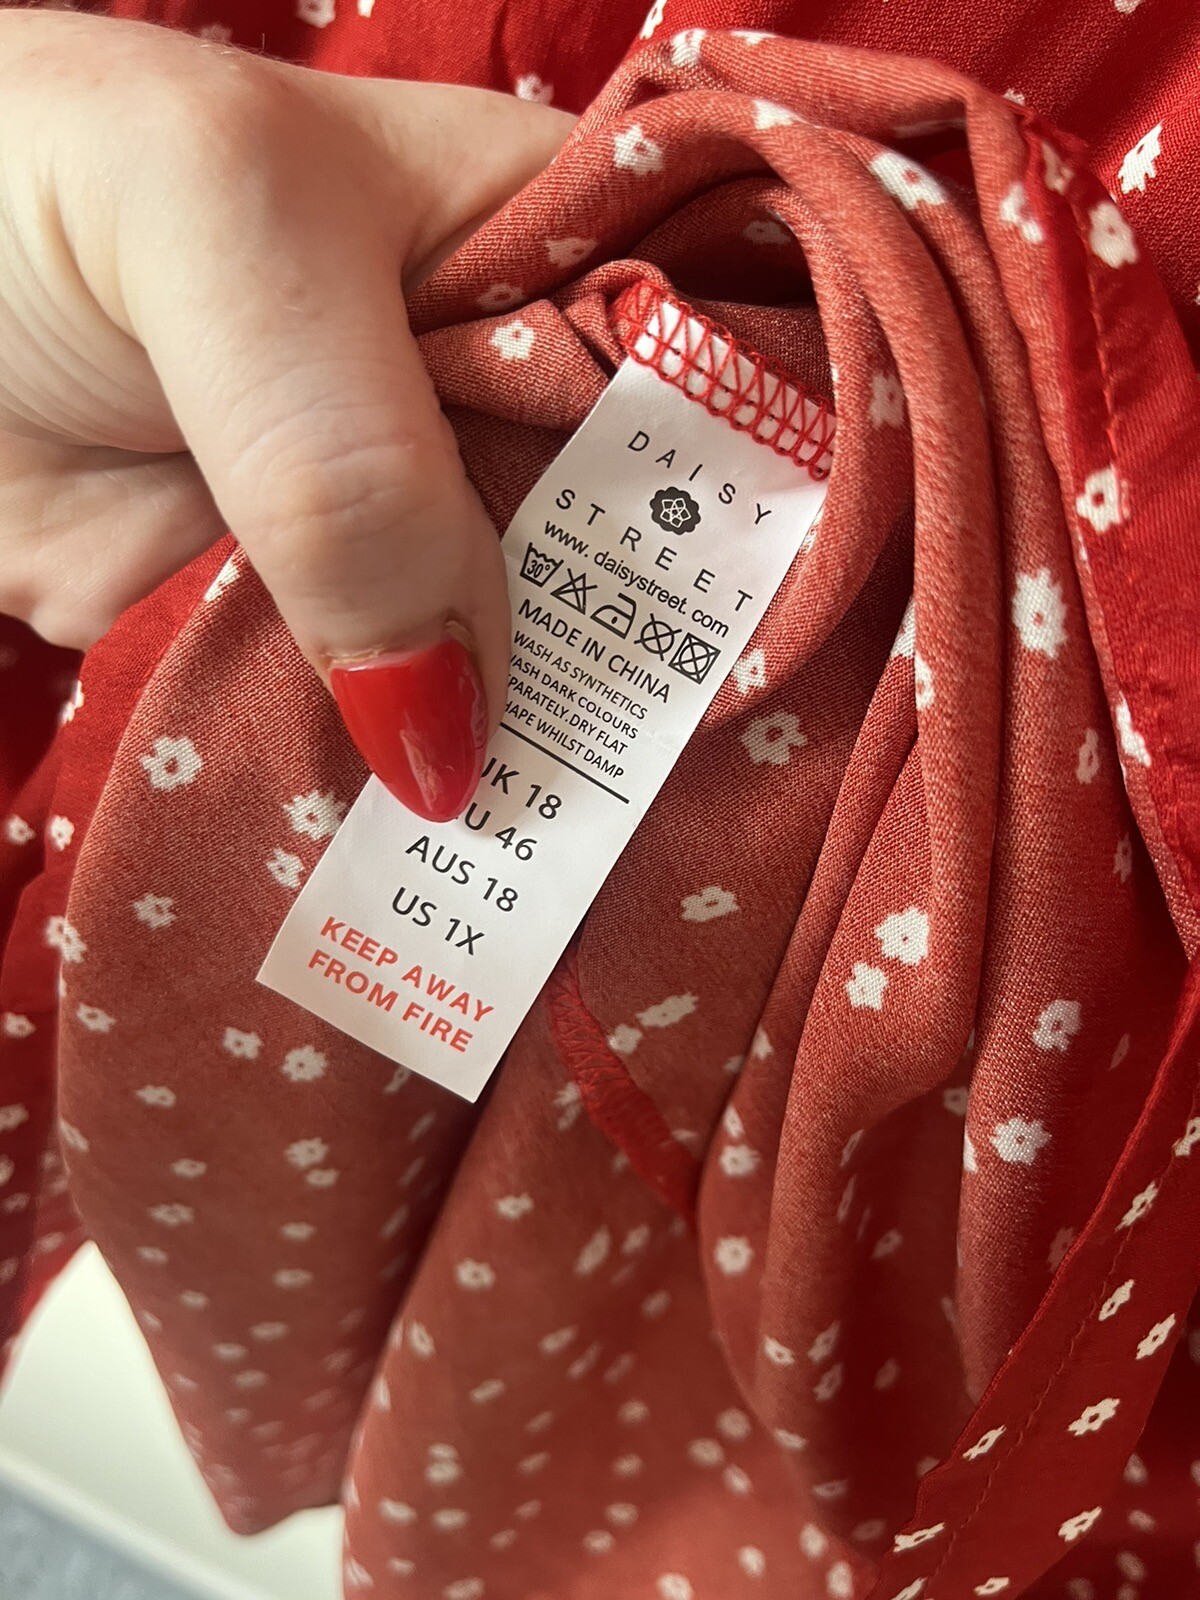 DAISY
STREET
www.daisystreet.com
30°
MADE IN CHINA
WASH AS SYNTHETICS
WASH DARK COLOURS
SEPARATELY.DRY FLAT
WHILST DAMP
UK 18
EU 46
AUS 18
US 1X
KEEP AWAY
FROM FIRE